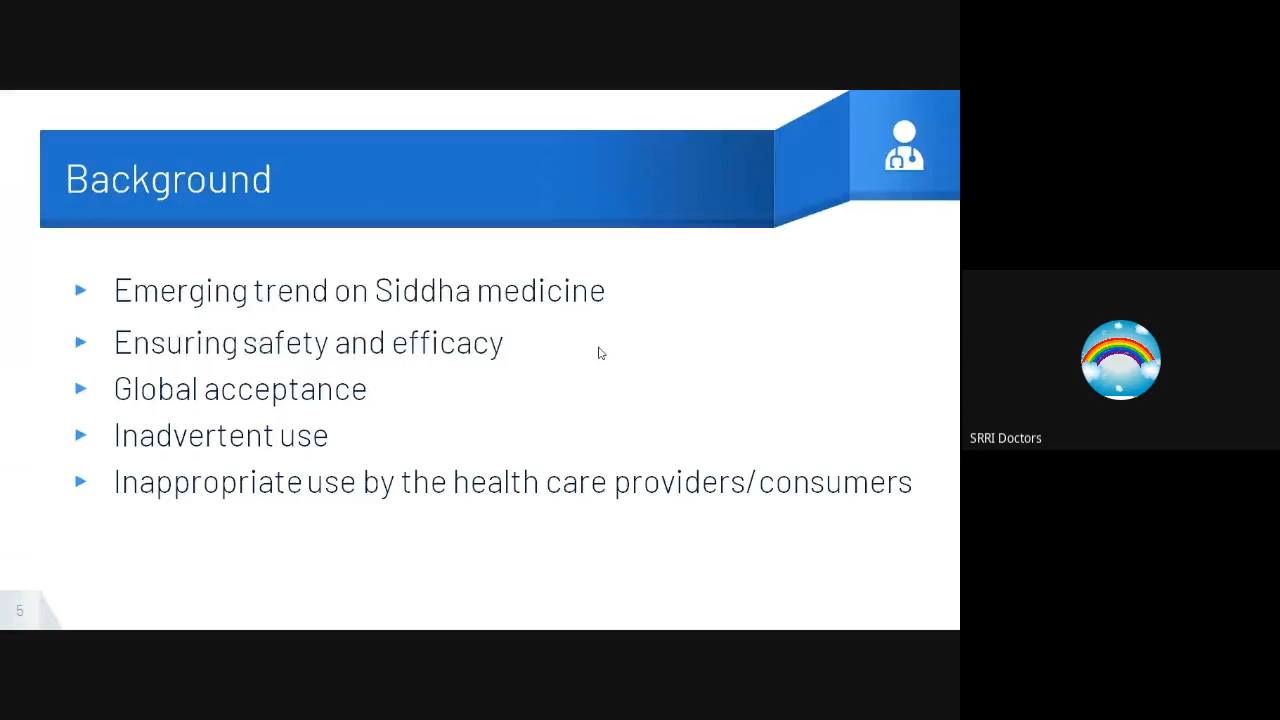 Background
Emerging trend on Siddha medicine
Ensuring safety and efficacy
Global acceptance
Inadvertent use
Inappropriate use by the health care providers/consumers
5
SRRI Doctors